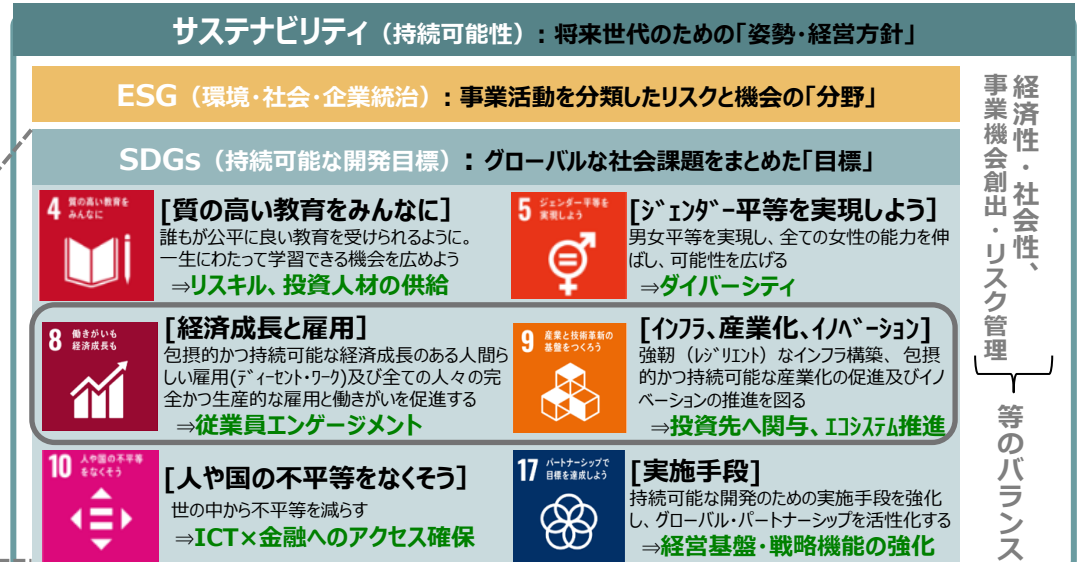 サステナビリティ（持続可能性）：将来世代のための「姿勢・経営方針」
ESG（環境・社会・企業統治）：事業活動を分類したリスクと機会の「分野」
SDGs（持続可能な開発目標）：グローバルな社会課題をまとめた「目標」
4 質の高い教育を
みんなに
[質の高い教育をみんなに]
誰もが公平に良い教育を受けられるように。
一生にわたって学習できる機会を広めよう
⇒リスキル、投資人材の供給
5 ジェンダー平等を
実現しよう
[ｼﾞｪﾝﾀﾞｰ平等を実現しよう]
男女平等を実現し、全ての女性の能力を伸
ばし、可能性を広げる
⇒ダイバーシティ
8 働きがいも
経済成長も
[経済成長と雇用]
包摂的かつ持続可能な経済成長のある人間ら
しい雇用(ﾃﾞｨｰｾﾝﾄ･ﾜｰｸ)及び全ての人々の完
全かつ生産的な雇用と働きがいを促進する
⇒従業員エンゲージメント
9 産業と技術革新の
基盤をつくろう
[ｲﾝﾌﾗ、産業化、ｲﾉﾍﾞｰｼｮﾝ]
強靭（ﾚｼﾞﾘｴﾝﾄ）なインフラ構築、包摂
的かつ持続可能な産業化の促進及びイノ
ベーションの推進を図る
⇒投資先へ関与、ｴｺｼｽﾃﾑ推進
10 人や国の不平等
をなくそう
[人や国の不平等をなくそう]
世の中から不平等を減らす
⇒ICT×金融へのアクセス確保
17 パートナーシップで
目標を達成しよう
[実施手段]
持続可能な開発のための実施手段を強化
し、グローバル・パートナーシップを活性化する
⇒経営基盤・戦略機能の強化
経済性・社会性、
事業機会創出・リスク管理
等のバランス